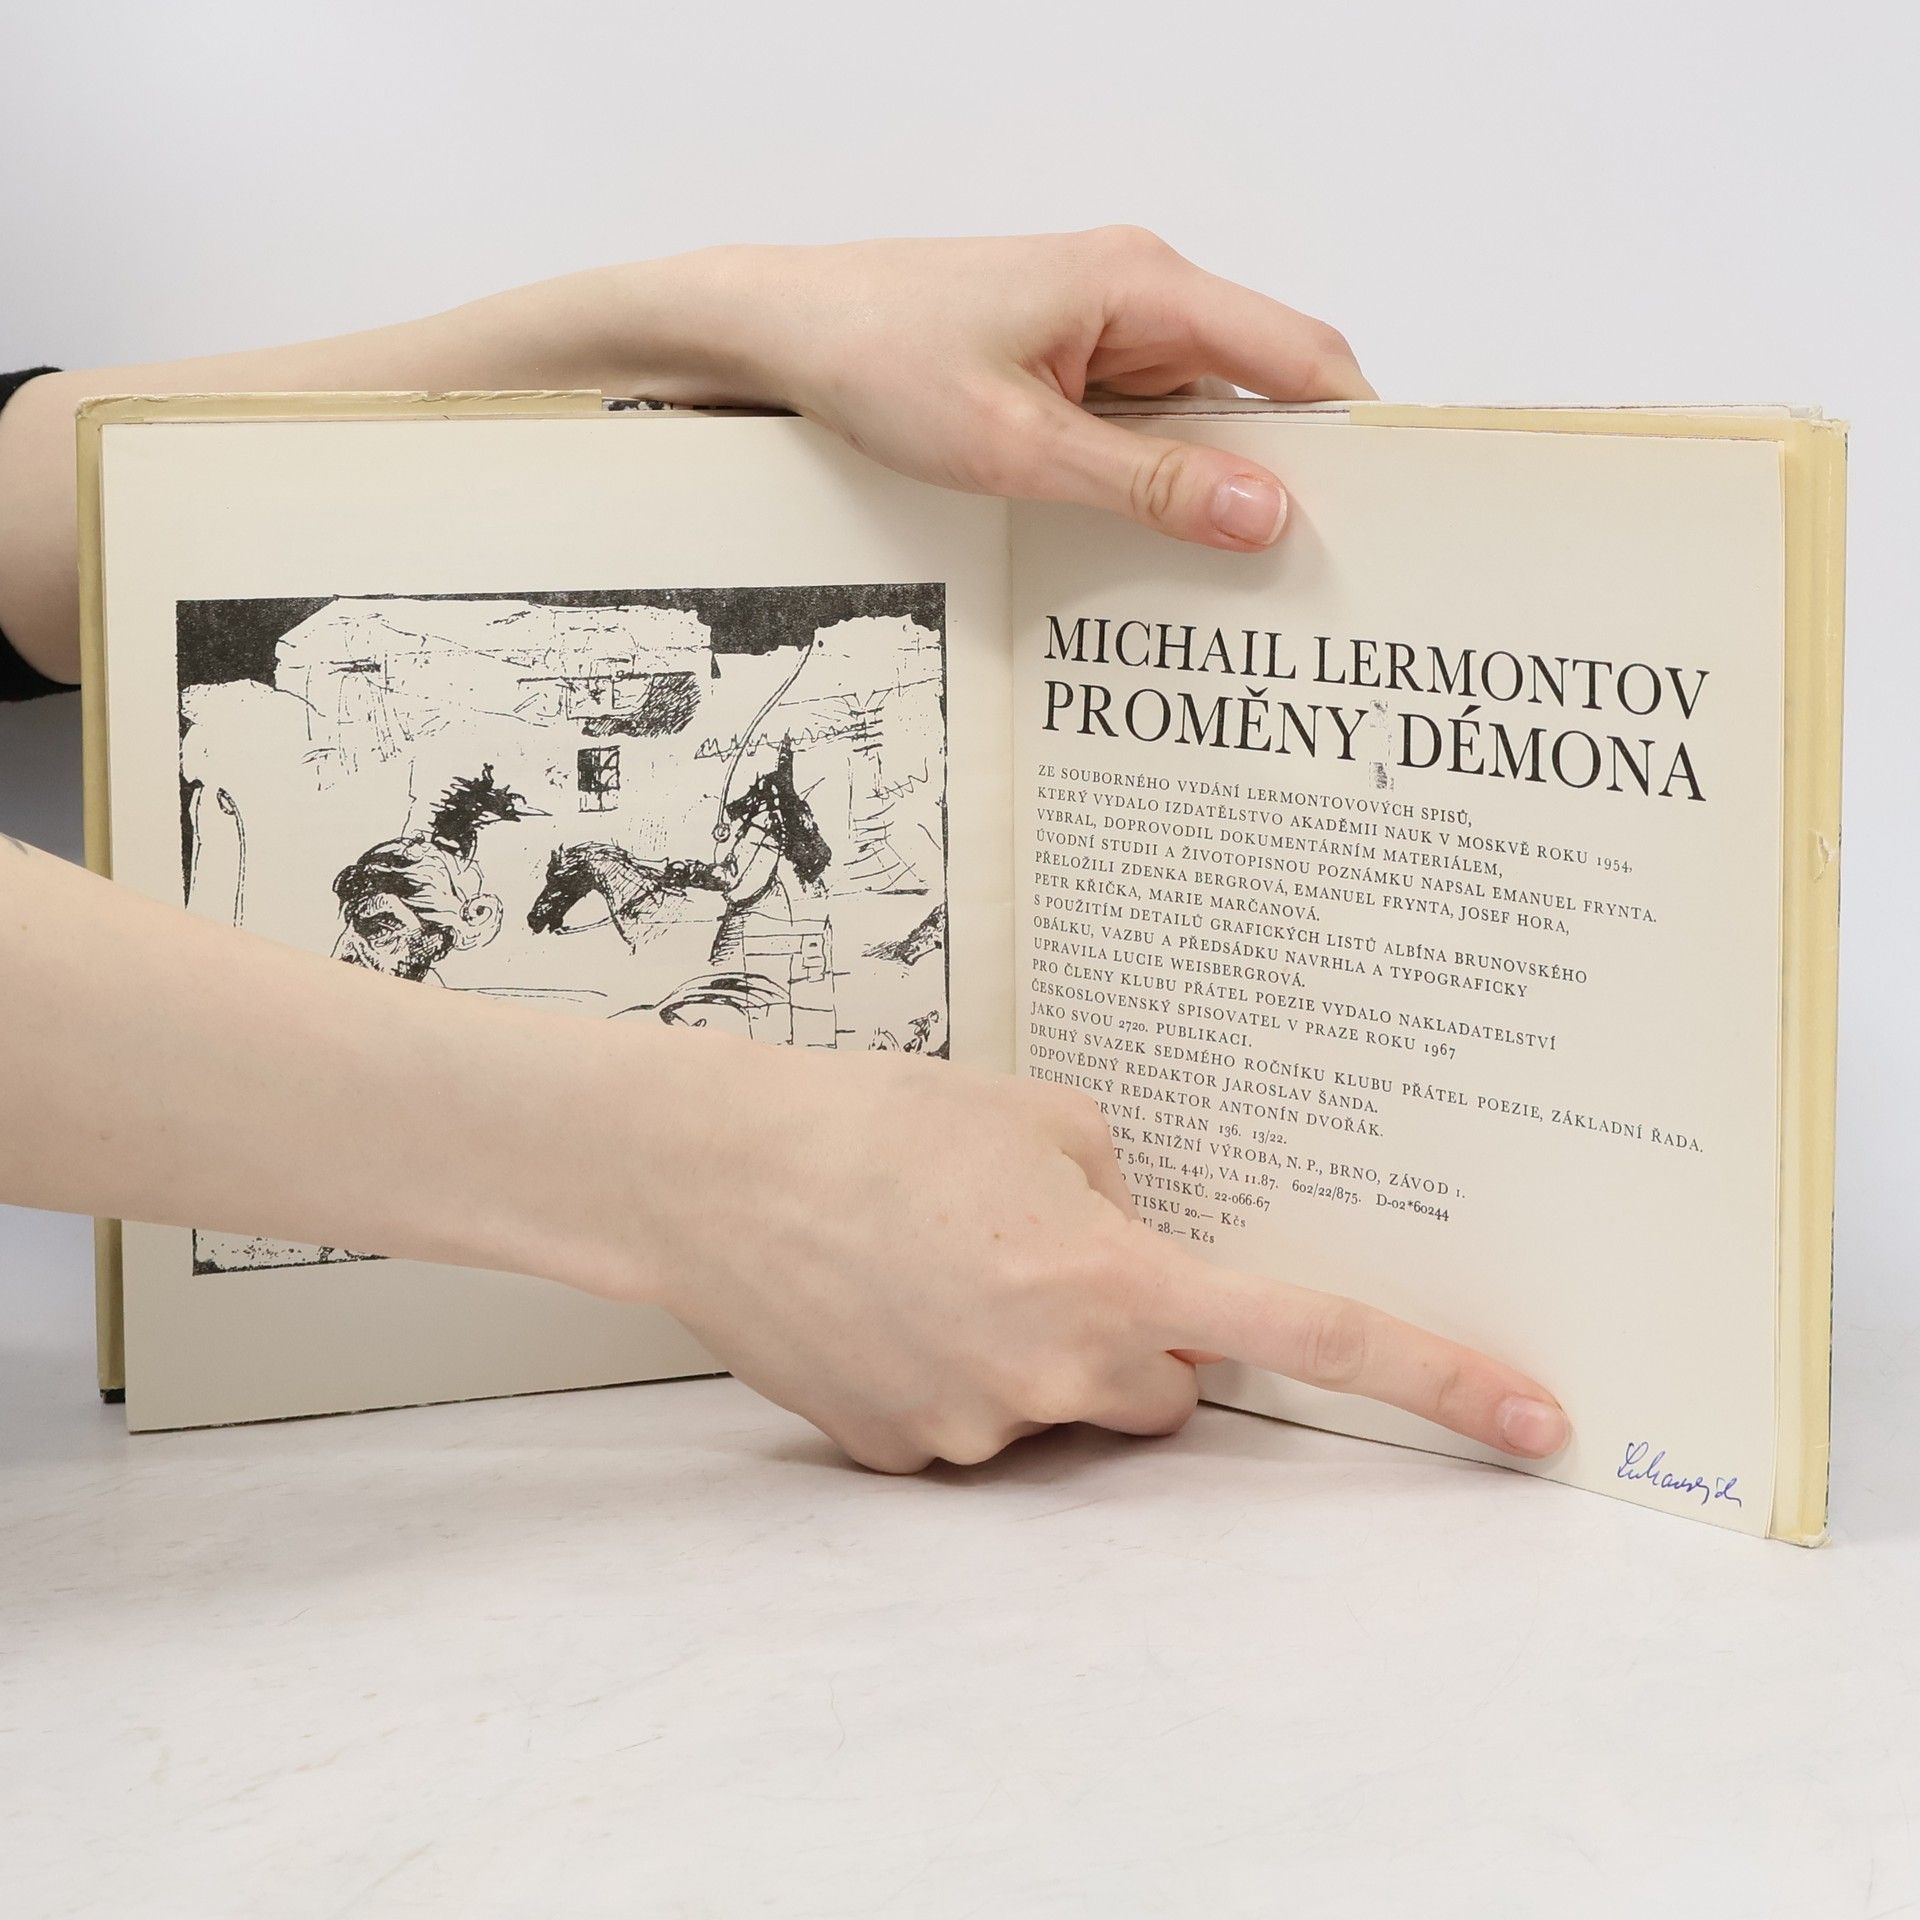 MICHAIL LERMONTOV
PROMĚNY DÉMONA
ZE SOUBORNÉHO VYDÁNÍ LERMONTOVOVÝCH SPISŮ,
KTERÝ VYDALO IZDATĚLSTVO AKADĚMII NAUK V MOSKVĚ ROKU 1954,
VYBRAL, DOPROVODIL DOKUMENTÁRNÍM MATERIÁLEM,
ÚVODNÍ STUDII A ŽIVOTOPISNOU POZNÁMKU NAPSAL EMANUEL FRYNTA.
PŘELOŽILI ZDENKA BERGROVÁ, EMANUEL FRYNTA, JOSEF HORA,
PETR KŘIČKA, MARIE MARČANOVÁ.
S POUŽITÍM DETAILŮ GRAFICKÝCH LISTŮ ALBÍNA BRUNOVSKÉHO
OBÁLKU, VAZBU A PŘEDSÁDKU NAVRHLA A TYPOGRAFICKY
UPRAVILA LUCIE WEISBERGROVÁ.
PRO ČLENY KLUBU PŘÁTEL POEZIE VYDALO NAKLADATELSTVÍ
ČESKOSLOVENSKÝ SPISOVATEL V PRAZE ROKU 1967
JAKO SVOU 2720. PUBLIKACI.
DRUHÝ SVAZEK SEDMÉHO ROČNÍKU KLUBU PŘÁTEL POEZIE, ZÁKLADNÍ ŘADA.
ODPOVĚDNÝ REDAKTOR JAROSLAV ŠANDA.
TECHNICKÝ REDAKTOR ANTONÍN DVOŘÁK.
PRVNÍ. STRAN 136. 13/22.
SK, KNIŽNÍ VÝROBA, N. P., BRNO, ZÁVOD 1.
T 5.61, IL. 4.41), VA 11.87. 602/22/875. D-02*60244
VÝTISKŮ. 22-066-67
TISKU 20.— Kčs
U 28.— Kčs